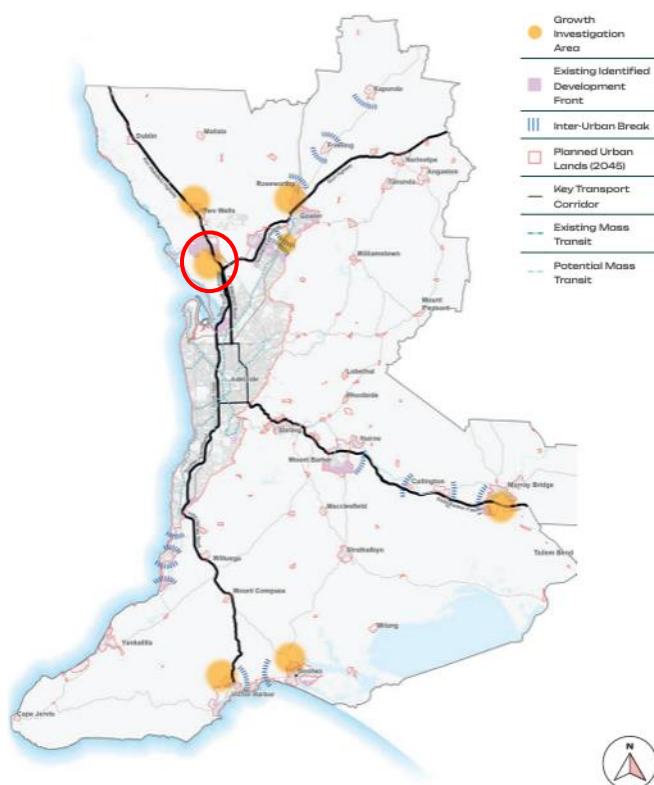 Growth
Investigation
Area
Existing Identified
Development
Front
Inter-Urban Break
Planned Urban
Lands (2045)
Key Transport
Corridor
Existing Mass
Transit
Potential Mass
Transit
Kapunda
Dublin
Mallala
Freeling
Nuriootpa
Angaston
Tanunda
Roseworthy
Two Wells
Gawler
Williamstown
Mount
Pleasant
Lobethal
Woodside
Adelaide
Stirling
Nairne
Mount Barker
Callington
Murray Bridge
Macclesfield
Tailem Bend
Strathalbyn
Willunga
Mount Compass
Milang
Yankalilla
Goolwa
Victor Harbor
Cape Jervis
N